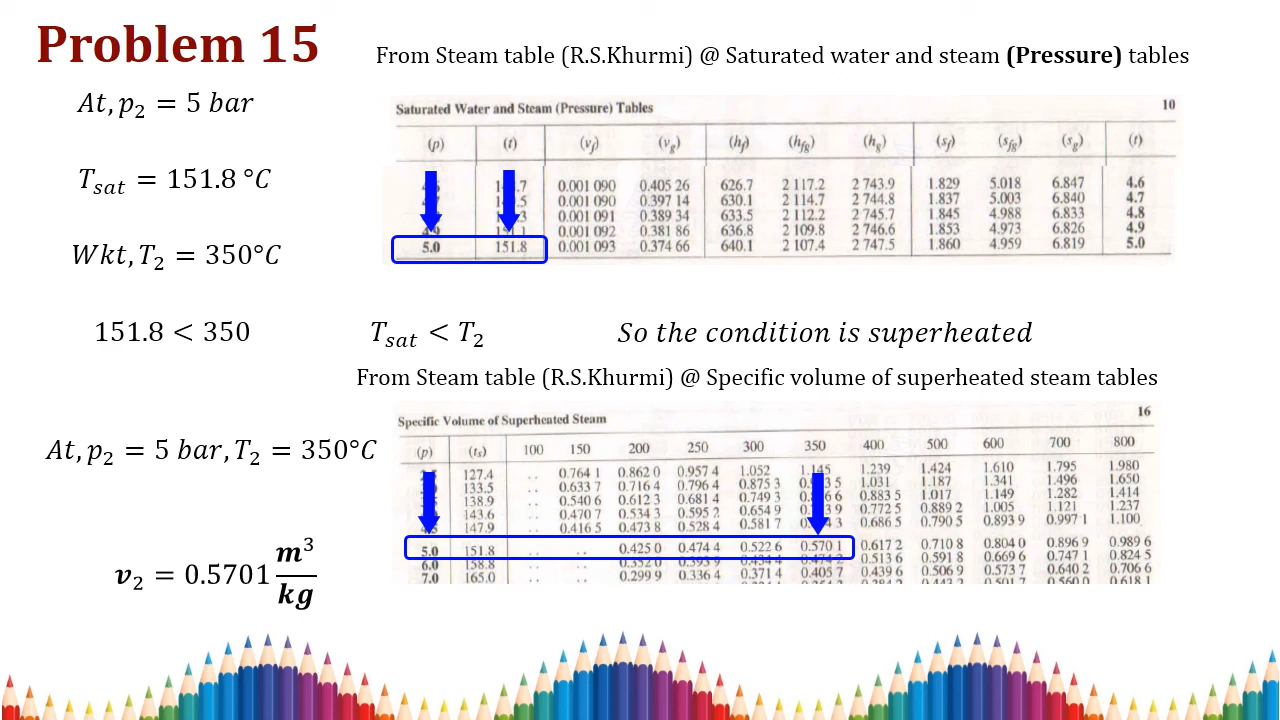 Problem 15
From Steam table (R.S.Khurmi) @ Saturated water and steam (Pressure) tables
At, p₂ = 5 bar
Saturated Water and Steam (Pressure) Tables 10
(p) (t) (vf) (vg) (hf) (hfg) (hg) (sf) (sfg) (sg) (t)
0.001 090 0.405 26 626.7 2 117.2 2 743.9 1.829 5.018 6.847 4.6
0.001 090 0.397 14 630.1 2 114.7 2 744.8 1.837 5.003 6.840 4.7
0.001 091 0.389 34 633.5 2 112.2 2 745.7 1.845 4.988 6.833 4.8
0.001 092 0.381 86 636.8 2 109.8 2 746.6 1.853 4.973 6.826 4.9
5.0 151.8 0.001 093 0.374 66 640.1 2 107.4 2 747.5 1.860 4.959 6.819 5.0
T_sat = 151.8 °C
Wkt, T₂ = 350°C
151.8 < 350 T_sat < T₂ So the condition is superheated
From Steam table (R.S.Khurmi) @ Specific volume of superheated steam tables
Specific Volume of Superheated Steam 16
(p) (ts) 100 150 200 250 300 350 400 500 600 700 800
127.4 . . 0.764 1 0.862 0 0.957 4 1.052 1.145 1.239 1.424 1.610 1.795 1.980
133.5 . . 0.633 7 0.716 4 0.796 4 0.875 3 1.031 1.187 1.341 1.496 1.650
138.9 . . 0.540 6 0.612 3 0.681 4 0.749 3 0.883 5 1.017 1.149 1.282 1.414
143.6 . . 0.470 7 0.534 3 0.595 2 0.654 9 0.772 5 0.889 2 1.005 1.121 1.237
147.9 . . 0.416 5 0.473 8 0.528 4 0.581 7 0.686 5 0.790 5 0.893 9 0.997 1 1.100
5.0 151.8 . . . . 0.425 0 0.474 4 0.522 6 0.570 1 0.617 2 0.710 8 0.804 0 0.896 9 0.989 6
6.0 158.8 . . . . 0.352 0 0.393 9 0.434 4 0.474 2 0.513 6 0.591 8 0.669 6 0.747 1 0.824 5
7.0 165.0 . . . . 0.299 9 0.336 4 0.371 4 0.405 7 0.439 6 0.506 9 0.573 7 0.640 2 0.706 6
At, p₂ = 5 bar, T₂ = 350°C
v₂ = 0.5701 m³/kg